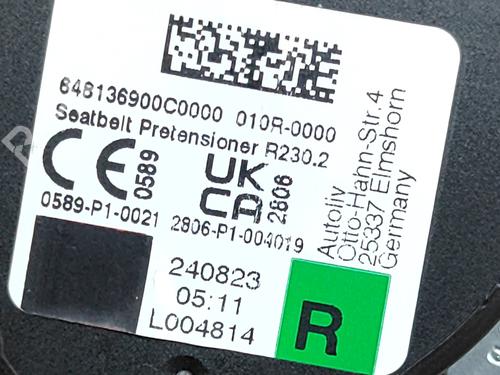 648136900C0000 010R-0000
Seatbelt Pretensioner R230.2
CE 0589
UK
CA 2806
0589-P1-0021 2806-P1-004019
Autoliv
Otto-Hahn-Str.4
25337 Elmshorn
Germany
240823
05:11
L004814
R